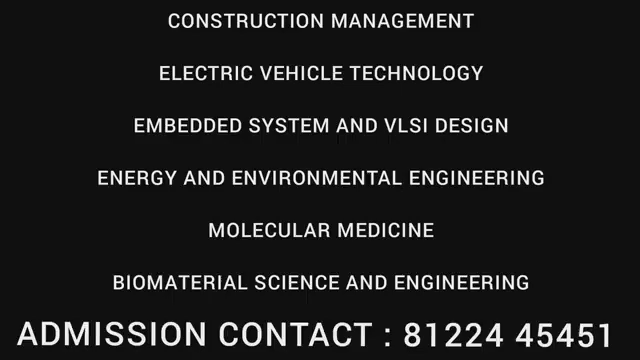 CONSTRUCTION MANAGEMENT
ELECTRIC VEHICLE TECHNOLOGY
EMBEDDED SYSTEM AND VLSI DESIGN
ENERGY AND ENVIRONMENTAL ENGINEERING
MOLECULAR MEDICINE
BIOMATERIAL SCIENCE AND ENGINEERING
ADMISSION CONTACT : 81224 45451